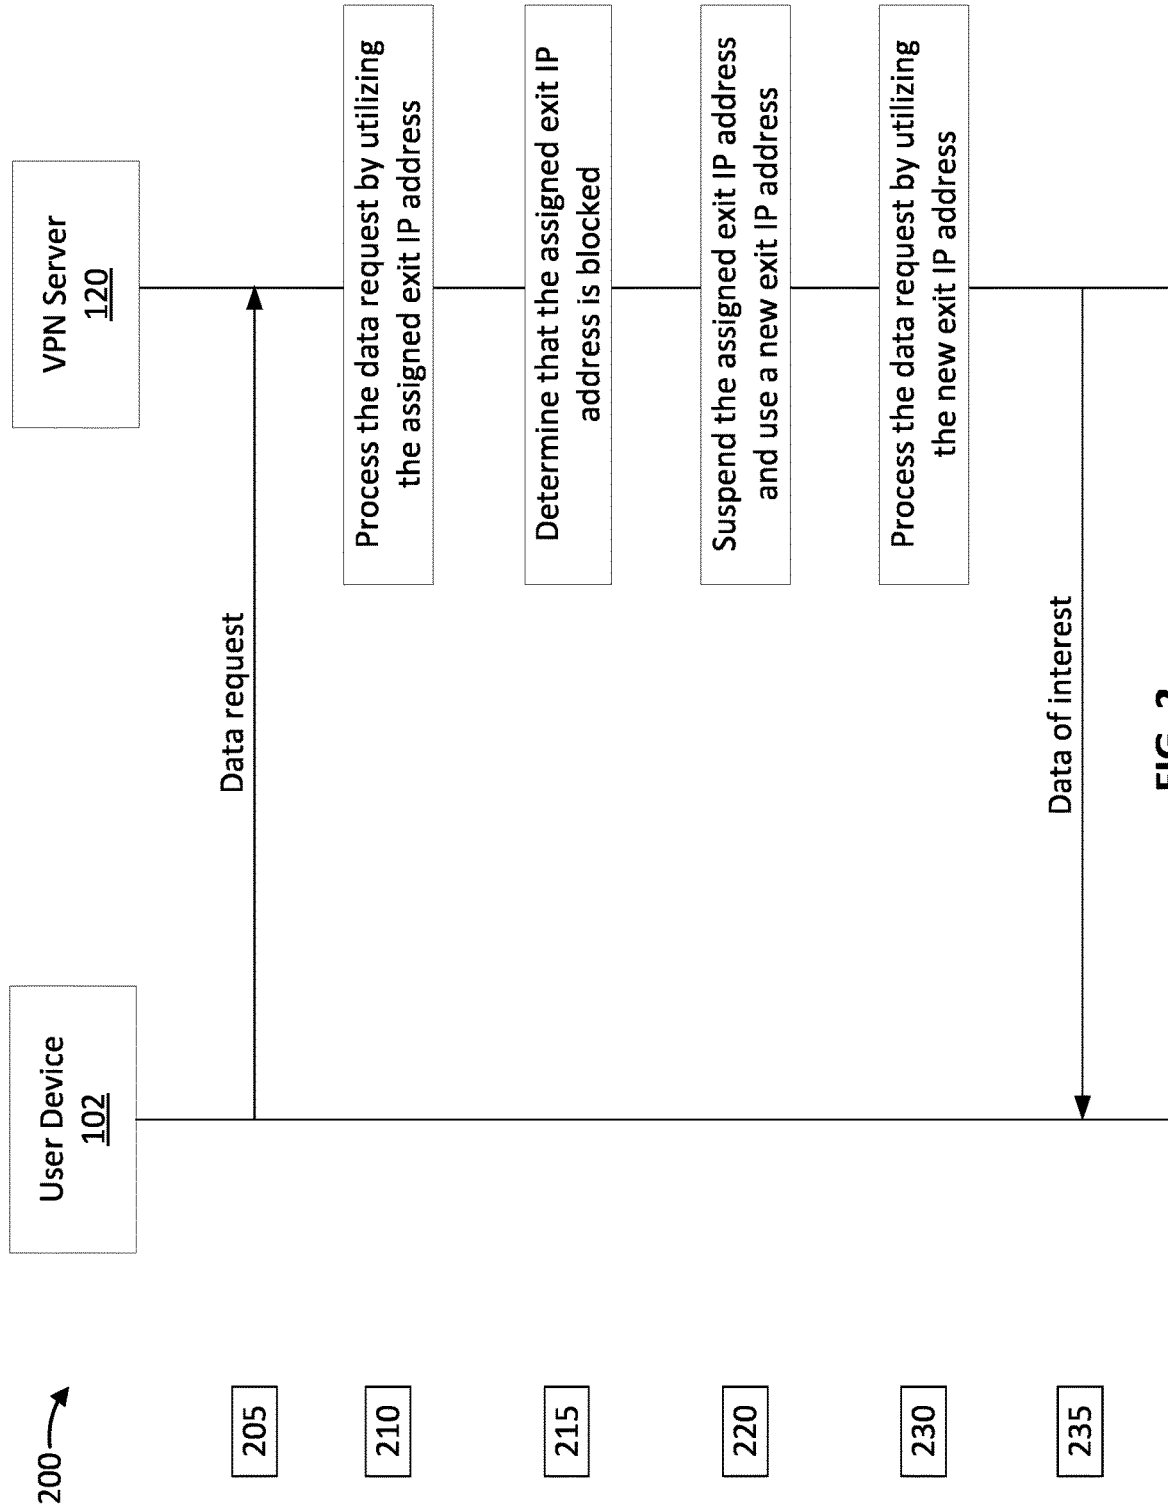 200
User Device
102
VPN Server
120
205
Data request
210
Process the data request by utilizing
the assigned exit IP address
215
Determine that the assigned exit IP
address is blocked
220
Suspend the assigned exit IP address
and use a new exit IP address
230
Process the data request by utilizing
the new exit IP address
235
Data of interest
FIG.